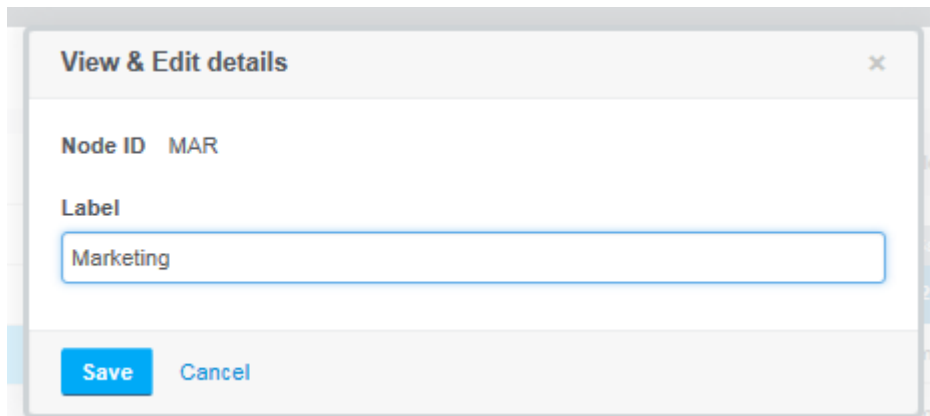 View & Edit details ×
Node ID MAR
Label
Marketing
Save Cancel